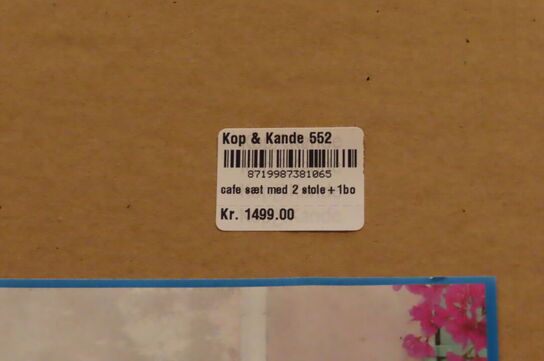 Kop & Kande 552
8719987381065
cafe sæt med 2 stole+1bo
Kr. 1499.00